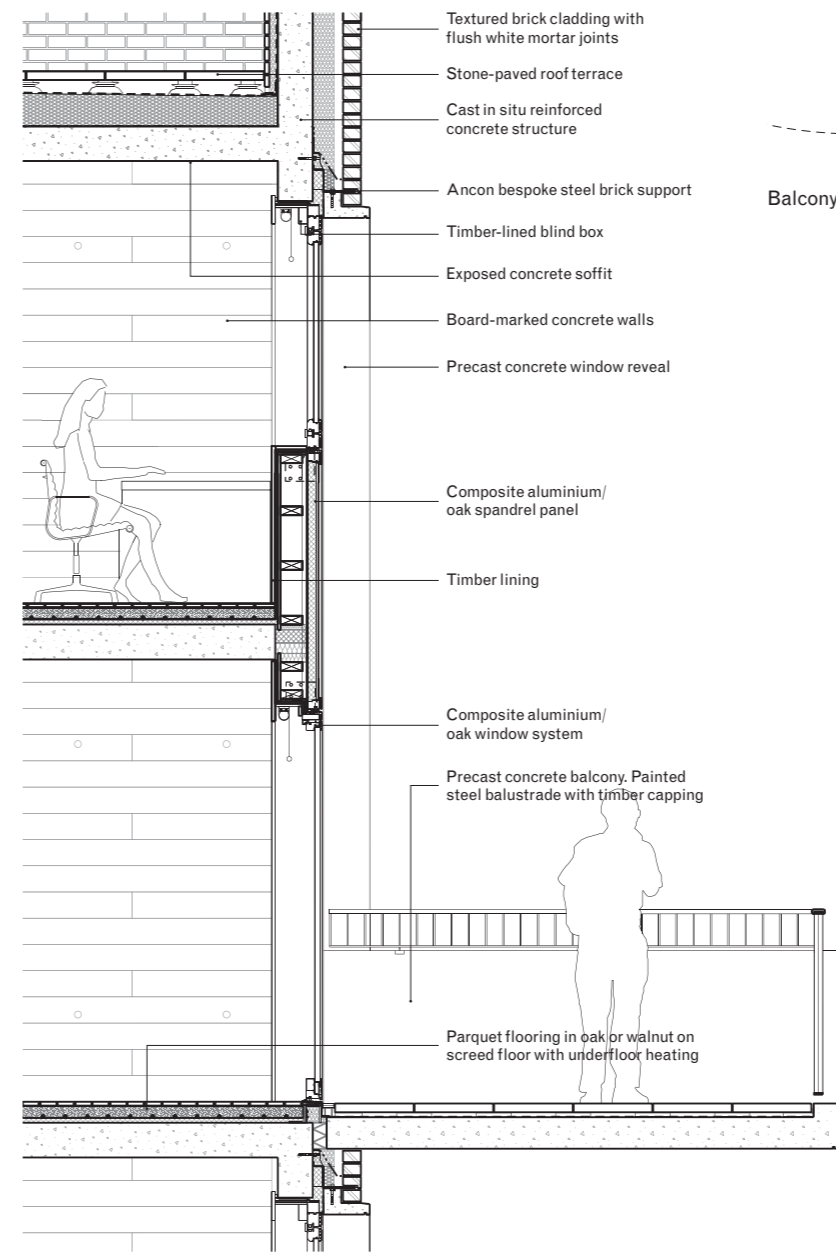 Textured brick cladding with
flush white mortar joints
Stone-paved roof terrace
Cast in situ reinforced
concrete structure
Ancon bespoke steel brick support
Balcony
Timber-lined blind box
Exposed concrete soffit
Board-marked concrete walls
Precast concrete window reveal
Composite aluminium/
oak spandrel panel
Timber lining
Composite aluminium/
oak window system
Precast concrete balcony. Painted
steel balustrade with timber capping
Parquet flooring in oak or walnut on
screed floor with underfloor heating